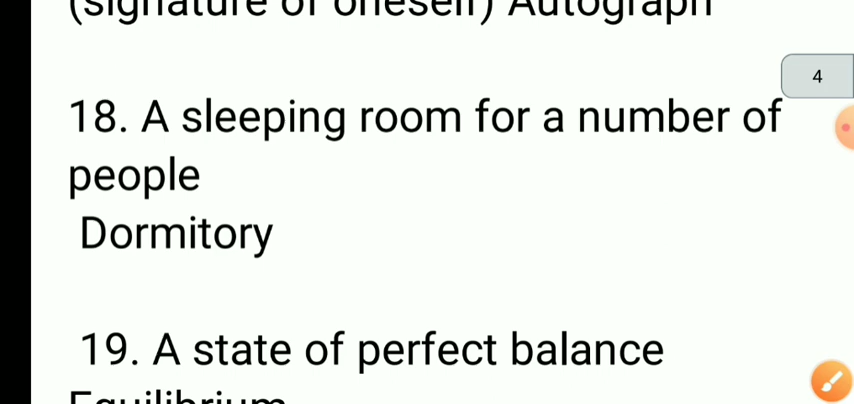 (signature of oneself) Autograph
4
18. A sleeping room for a number of
people
Dormitory
19. A state of perfect balance
Equilibrium